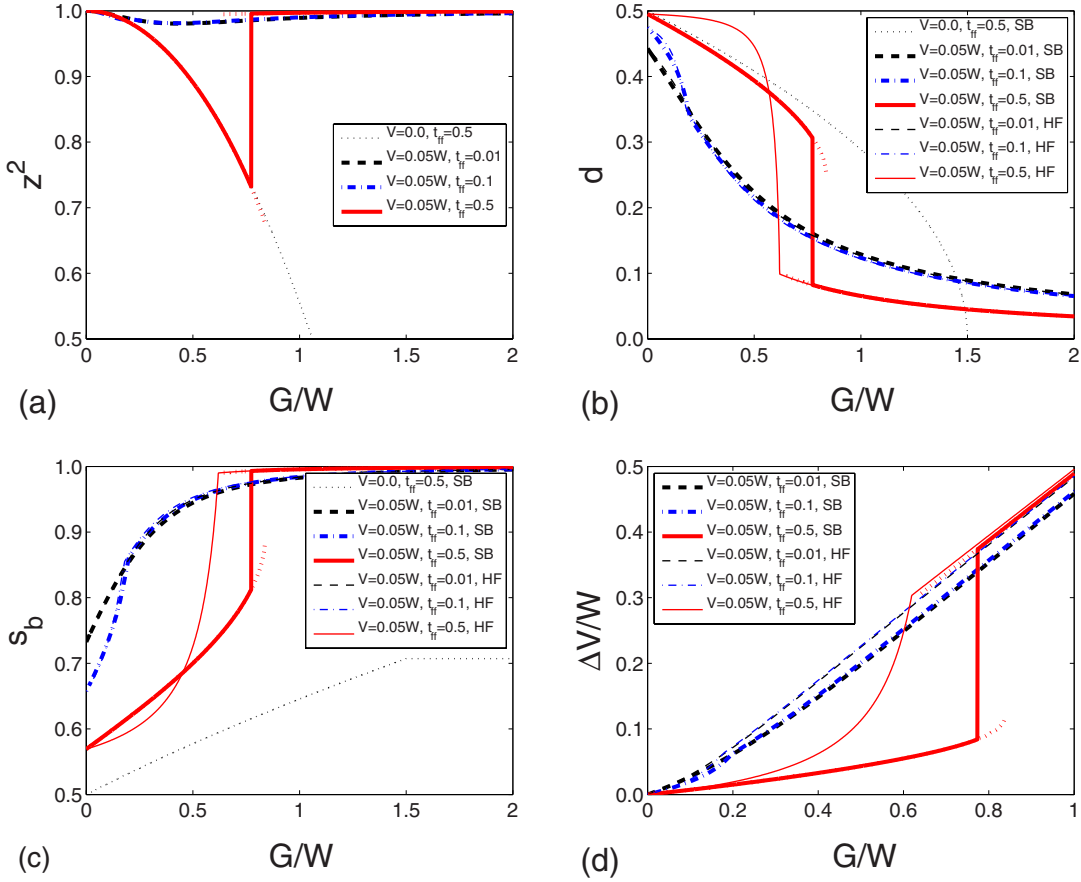 1.0
0.9
0.8
0.7
0.6
0.5
z²
V=0.0, t_ff=0.5
V=0.05W, t_ff=0.01
V=0.05W, t_ff=0.1
V=0.05W, t_ff=0.5
0 0.5 1 1.5 2
(a) G/W
0.5
0.4
0.3
0.2
0.1
0.0
d
V=0.0, t_ff=0.5, SB
V=0.05W, t_ff=0.01, SB
V=0.05W, t_ff=0.1, SB
V=0.05W, t_ff=0.5, SB
V=0.05W, t_ff=0.01, HF
V=0.05W, t_ff=0.1, HF
V=0.05W, t_ff=0.5, HF
0 0.5 1 1.5 2
(b) G/W
1.0
0.9
0.8
0.7
0.6
0.5
s_b
V=0.0, t_ff=0.5, SB
V=0.05W, t_ff=0.01, SB
V=0.05W, t_ff=0.1, SB
V=0.05W, t_ff=0.5, SB
V=0.05W, t_ff=0.01, HF
V=0.05W, t_ff=0.1, HF
V=0.05W, t_ff=0.5, HF
0 0.5 1 1.5 2
(c) G/W
0.5
0.4
0.3
0.2
0.1
0.0
ΔV/W
V=0.05W, t_ff=0.01, SB
V=0.05W, t_ff=0.1, SB
V=0.05W, t_ff=0.5, SB
V=0.05W, t_ff=0.01, HF
V=0.05W, t_ff=0.1, HF
V=0.05W, t_ff=0.5, HF
0 0.2 0.4 0.6 0.8 1
(d) G/W